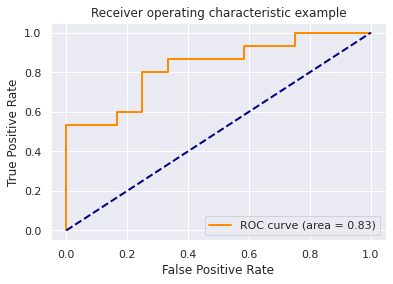 Receiver operating characteristic example
1.0
0.8
0.6
0.4
0.2
0.0
True Positive Rate
0.0 0.2 0.4 0.6 0.8 1.0
False Positive Rate
ROC curve (area = 0.83)